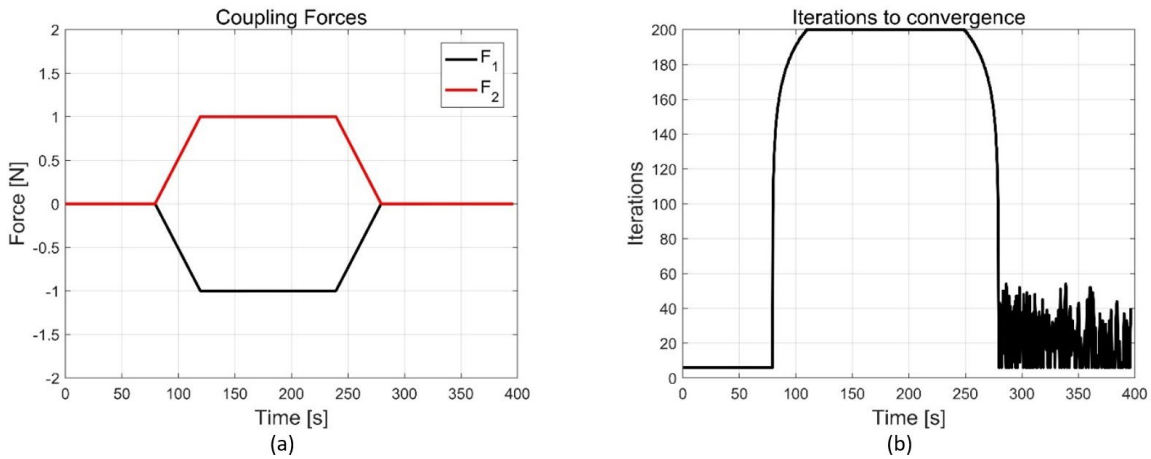 Coupling Forces
F1
F2
2
1.5
1
0.5
0
-0.5
-1
-1.5
-2
Force [N]
0 50 100 150 200 250 300 350 400
Time [s]
(a)
Iterations to convergence
200
180
160
140
120
100
80
60
40
20
0
Iterations
0 50 100 150 200 250 300 350 400
Time [s]
(b)